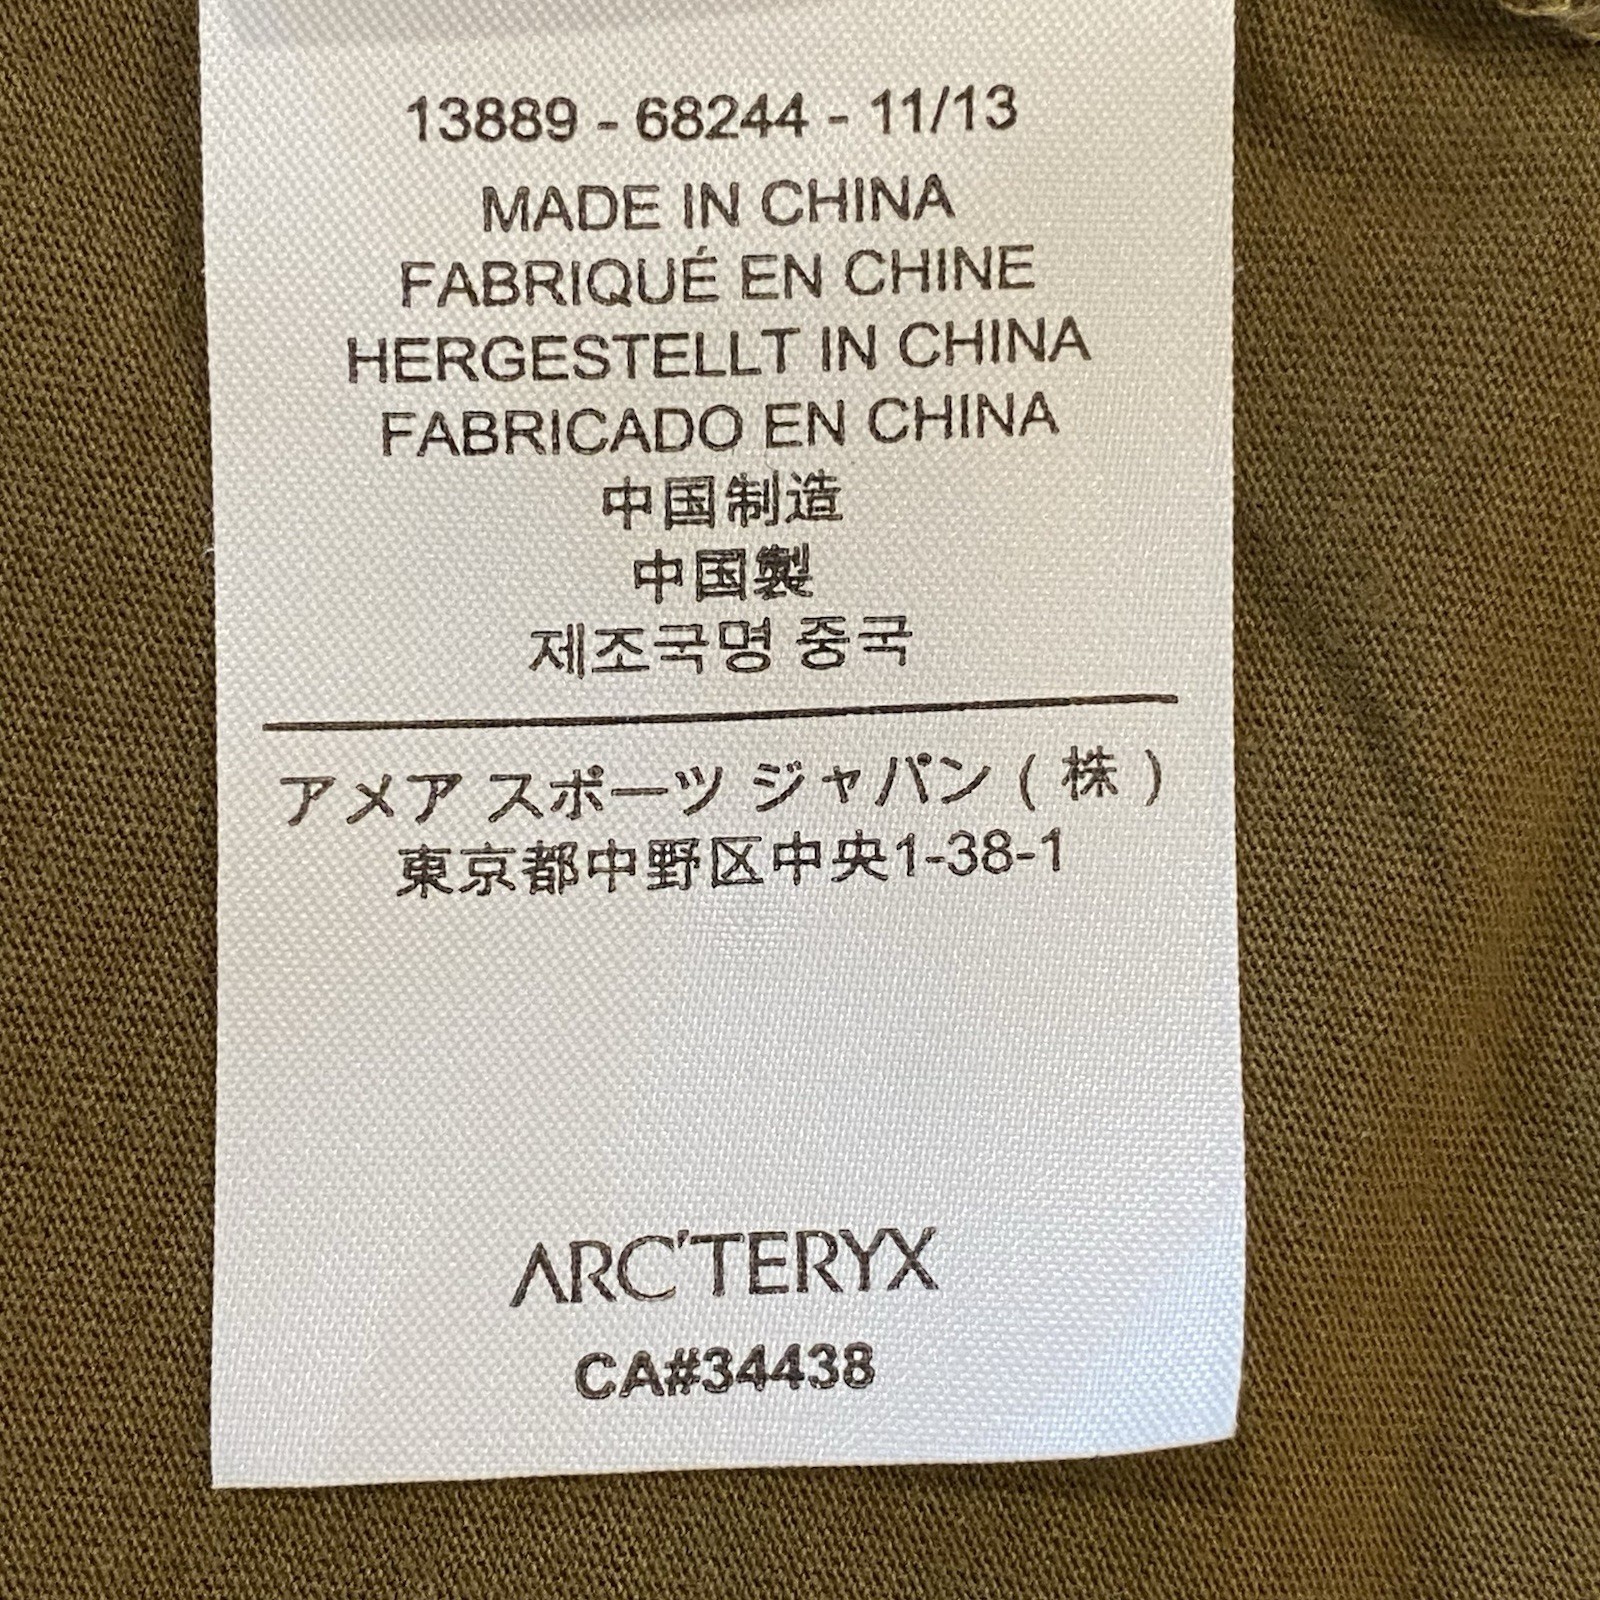 13889 - 68244 - 11/13
MADE IN CHINA
FABRIQUÉ EN CHINE
HERGESTELLT IN CHINA
FABRICADO EN CHINA
中国制造
中国製
제조국명 중국
アメア スポーツ ジャパン ( 株 )
東京都中野区中央1-38-1
ARC'TERYX
CA#34438